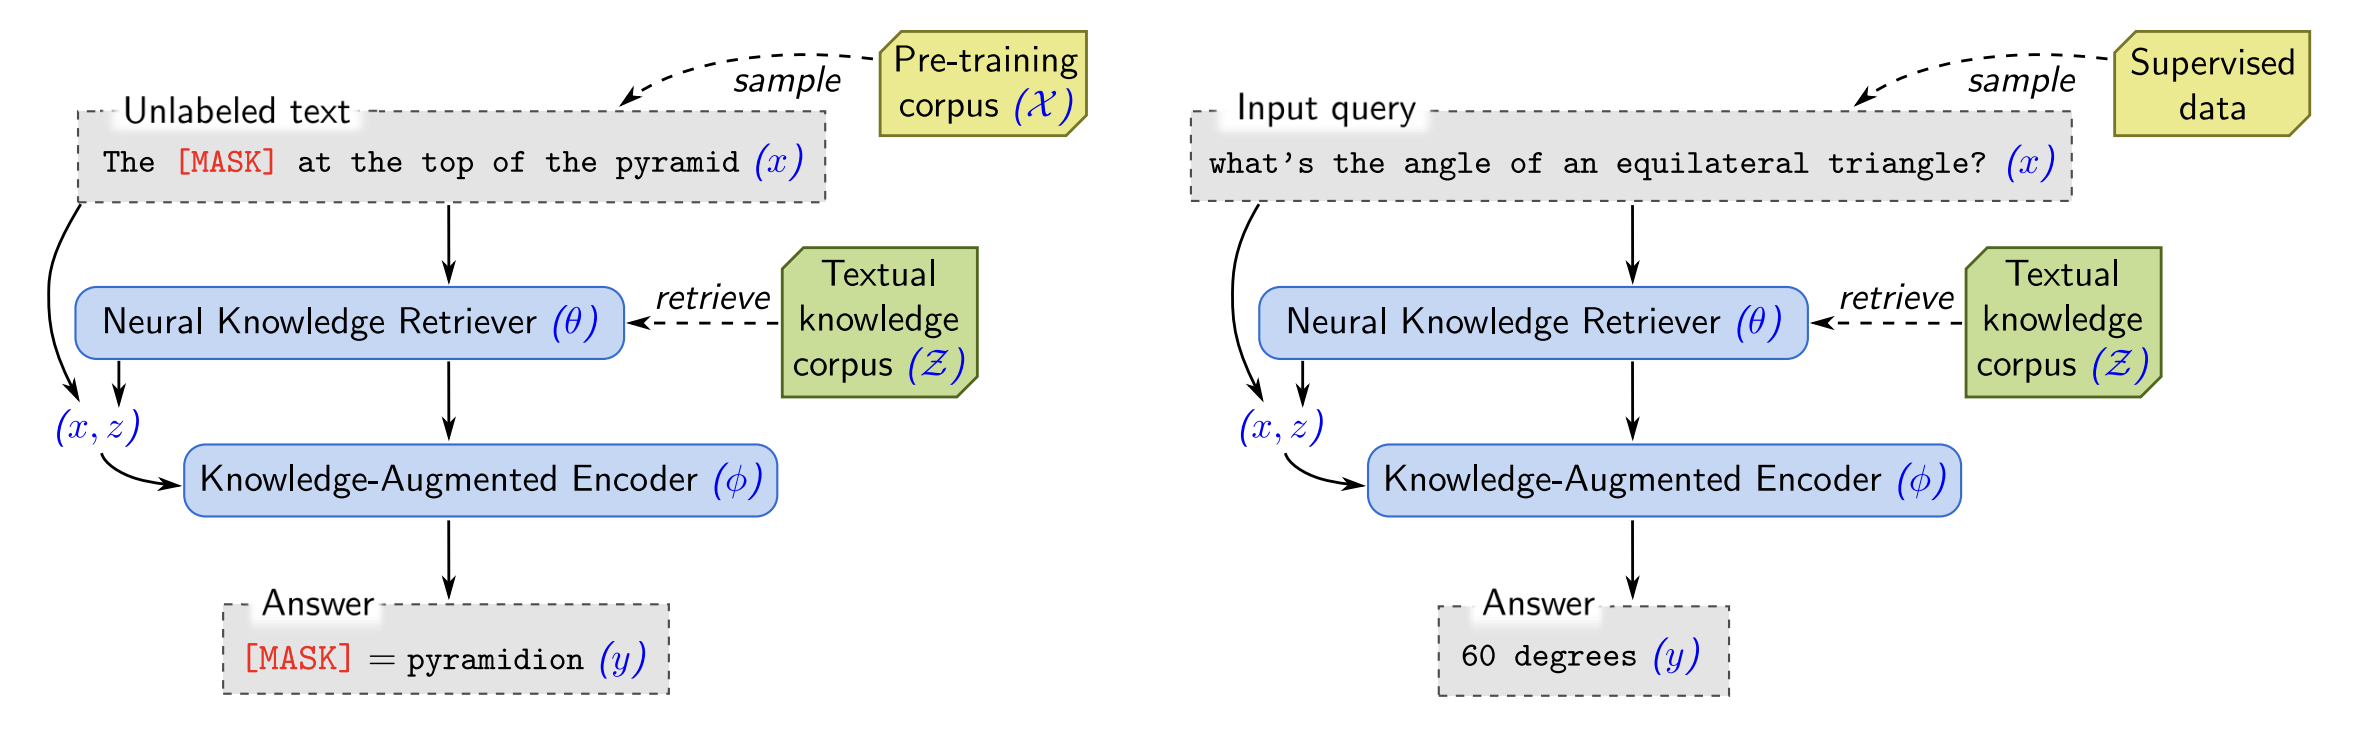 Pre-training
corpus (𝒳)
sample
Unlabeled text
The [MASK] at the top of the pyramid (x)
Textual
knowledge
corpus (𝒵)
retrieve
Neural Knowledge Retriever (θ)
(x, z)
Knowledge-Augmented Encoder (ϕ)
Answer
[MASK] = pyramidion (y)
Supervised
data
sample
Input query
what's the angle of an equilateral triangle? (x)
Textual
knowledge
corpus (𝒵)
retrieve
Neural Knowledge Retriever (θ)
(x, z)
Knowledge-Augmented Encoder (ϕ)
Answer
60 degrees (y)